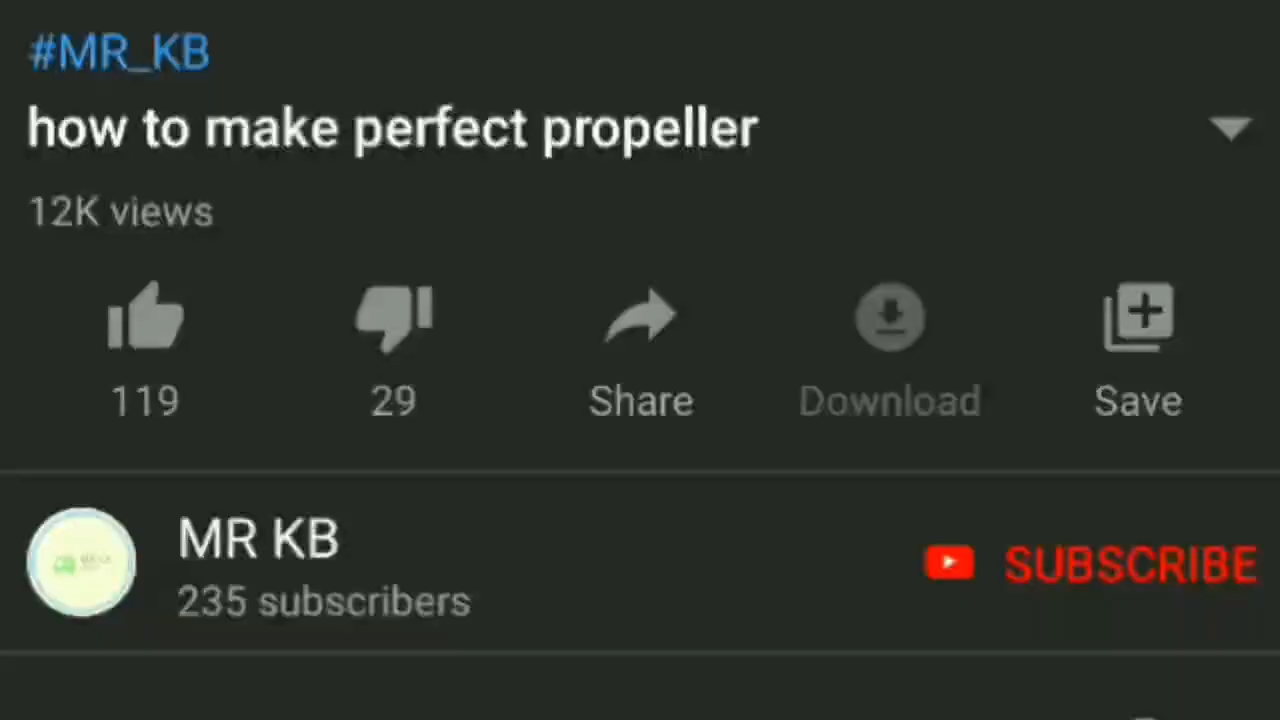 #MR_KB
how to make perfect propeller
12K views
119 29 Share Download Save
MR KB
235 subscribers
SUBSCRIBE